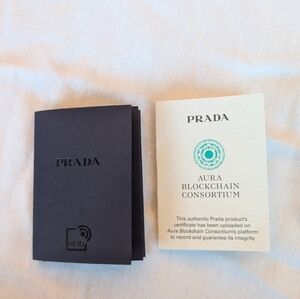 PRADA
RFID
PRADA
AURA
BLOCKCHAIN
CONSORTIUM
This authentic Prada product's
certificate has been uploaded on
Aura Blockchain Consortium's platform
to record and guarantee its integrity